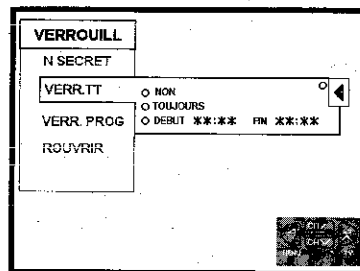 VERROUILL
N SECRET
VERR.TT
NON
TOUJOURS
DEBUT **:** FIN **:**
VERR. PROG
ROUVRIR